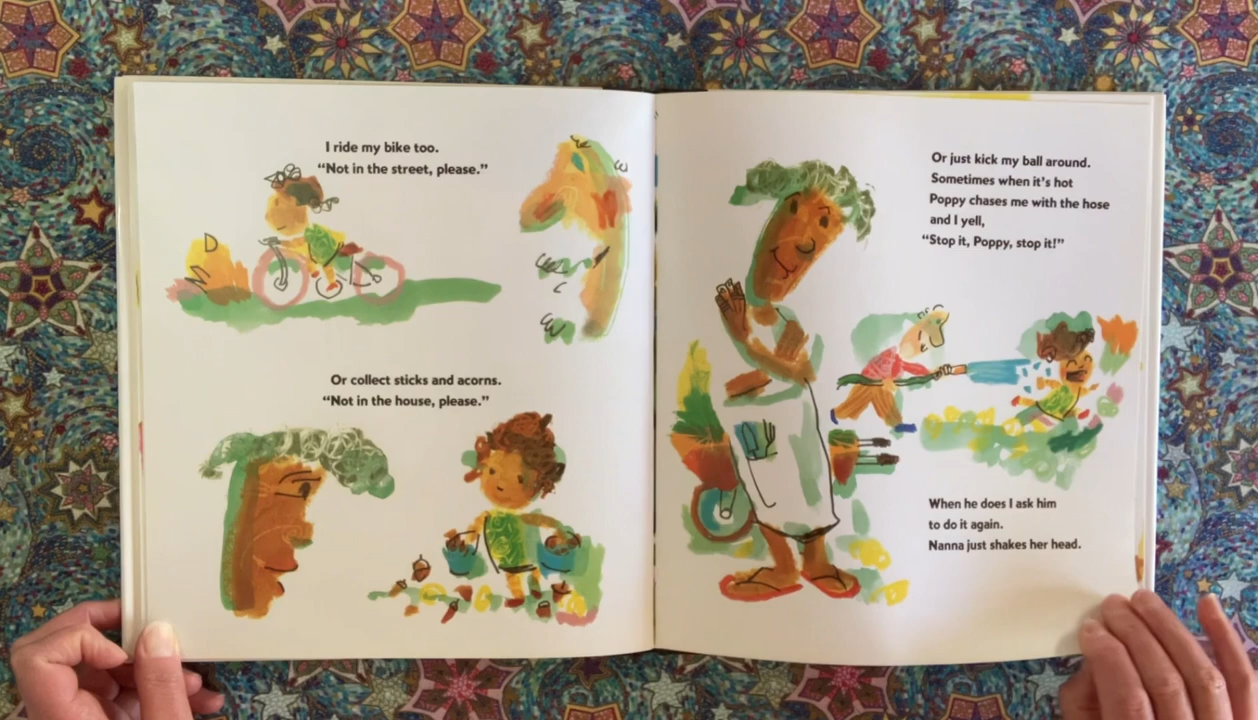 I ride my bike too.
“Not in the street, please.”
Or collect sticks and acorns.
“Not in the house, please.”
Or just kick my ball around.
Sometimes when it’s hot
Poppy chases me with the hose
and I yell,
“Stop it, Poppy, stop it!”
When he does I ask him
to do it again.
Nanna just shakes her head.